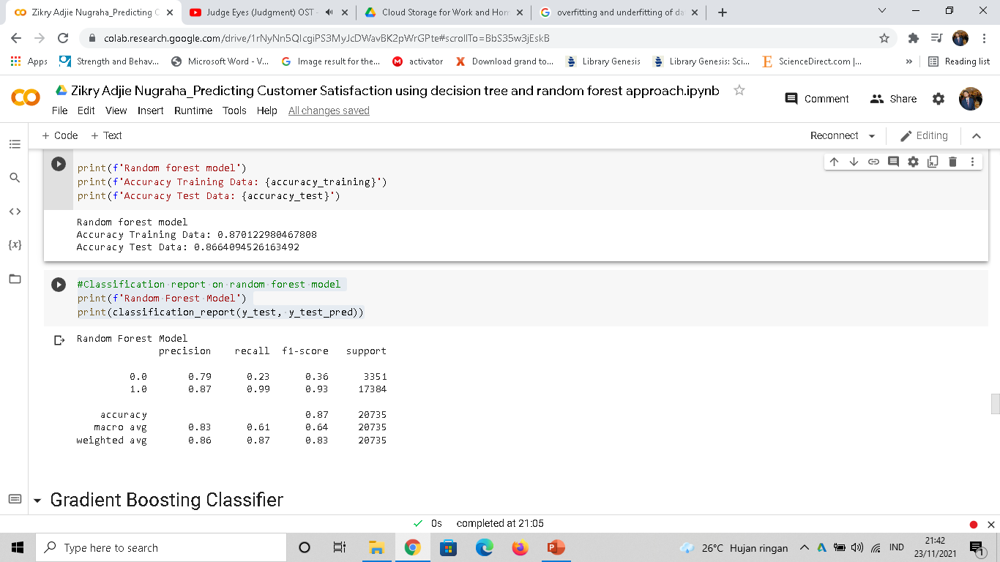 Zikry Adjie Nugraha_Predicting C
Judge Eyes (Judgment) OST -
Cloud Storage for Work and Hom
overfitting and underfitting of da
colab.research.google.com/drive/1rNyNn5QIcgiPS3MyJcDWavBK2pWrGPte#scrollTo=BbS35w3jEskB
Apps
Strength and Behav...
Microsoft Word - V...
Image result for the...
activator
Download grand to...
Library Genesis
Library Genesis: Sci...
ScienceDirect.com |...
»
Reading list
Zikry Adjie Nugraha_Predicting Customer Satisfaction using decision tree and random forest approach.ipynb
Comment
Share
File Edit View Insert Runtime Tools Help All changes saved
+ Code + Text
Reconnect
Editing
print(f'Random forest model')
print(f'Accuracy Training Data: {accuracy_training}')
print(f'Accuracy Test Data: {accuracy_test}')
Random forest model
Accuracy Training Data: 0.870122980467808
Accuracy Test Data: 0.8664094526163492
#Classification report on random forest model
print(f'Random Forest Model')
print(classification_report(y_test, y_test_pred))
Random Forest Model
precision recall f1-score support
0.0 0.79 0.23 0.36 3351
1.0 0.87 0.99 0.93 17384
accuracy 0.87 20735
macro avg 0.83 0.61 0.64 20735
weighted avg 0.86 0.87 0.83 20735
Gradient Boosting Classifier
0s completed at 21:05
Type here to search
26°C Hujan ringan
IND
21:42
23/11/2021
1